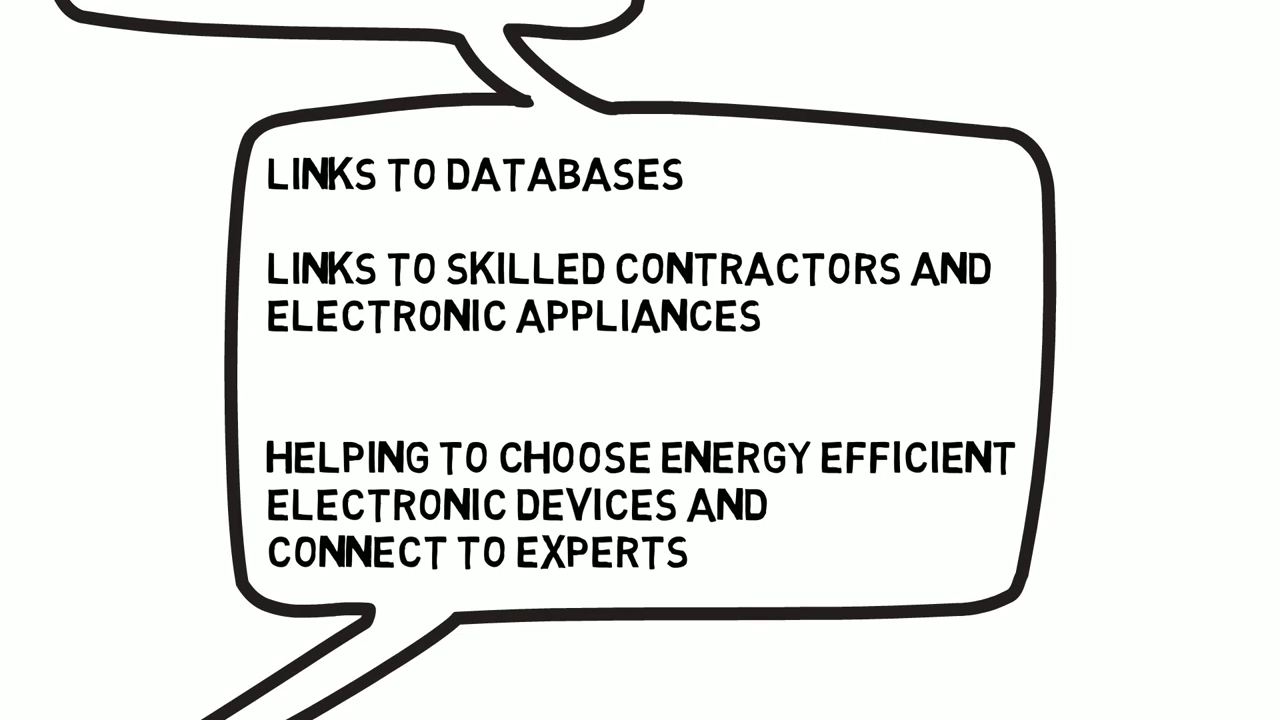 LINKS TO DATABASES
LINKS TO SKILLED CONTRACTORS AND
ELECTRONIC APPLIANCES
HELPING TO CHOOSE ENERGY EFFICIENT
ELECTRONIC DEVICES AND
CONNECT TO EXPERTS